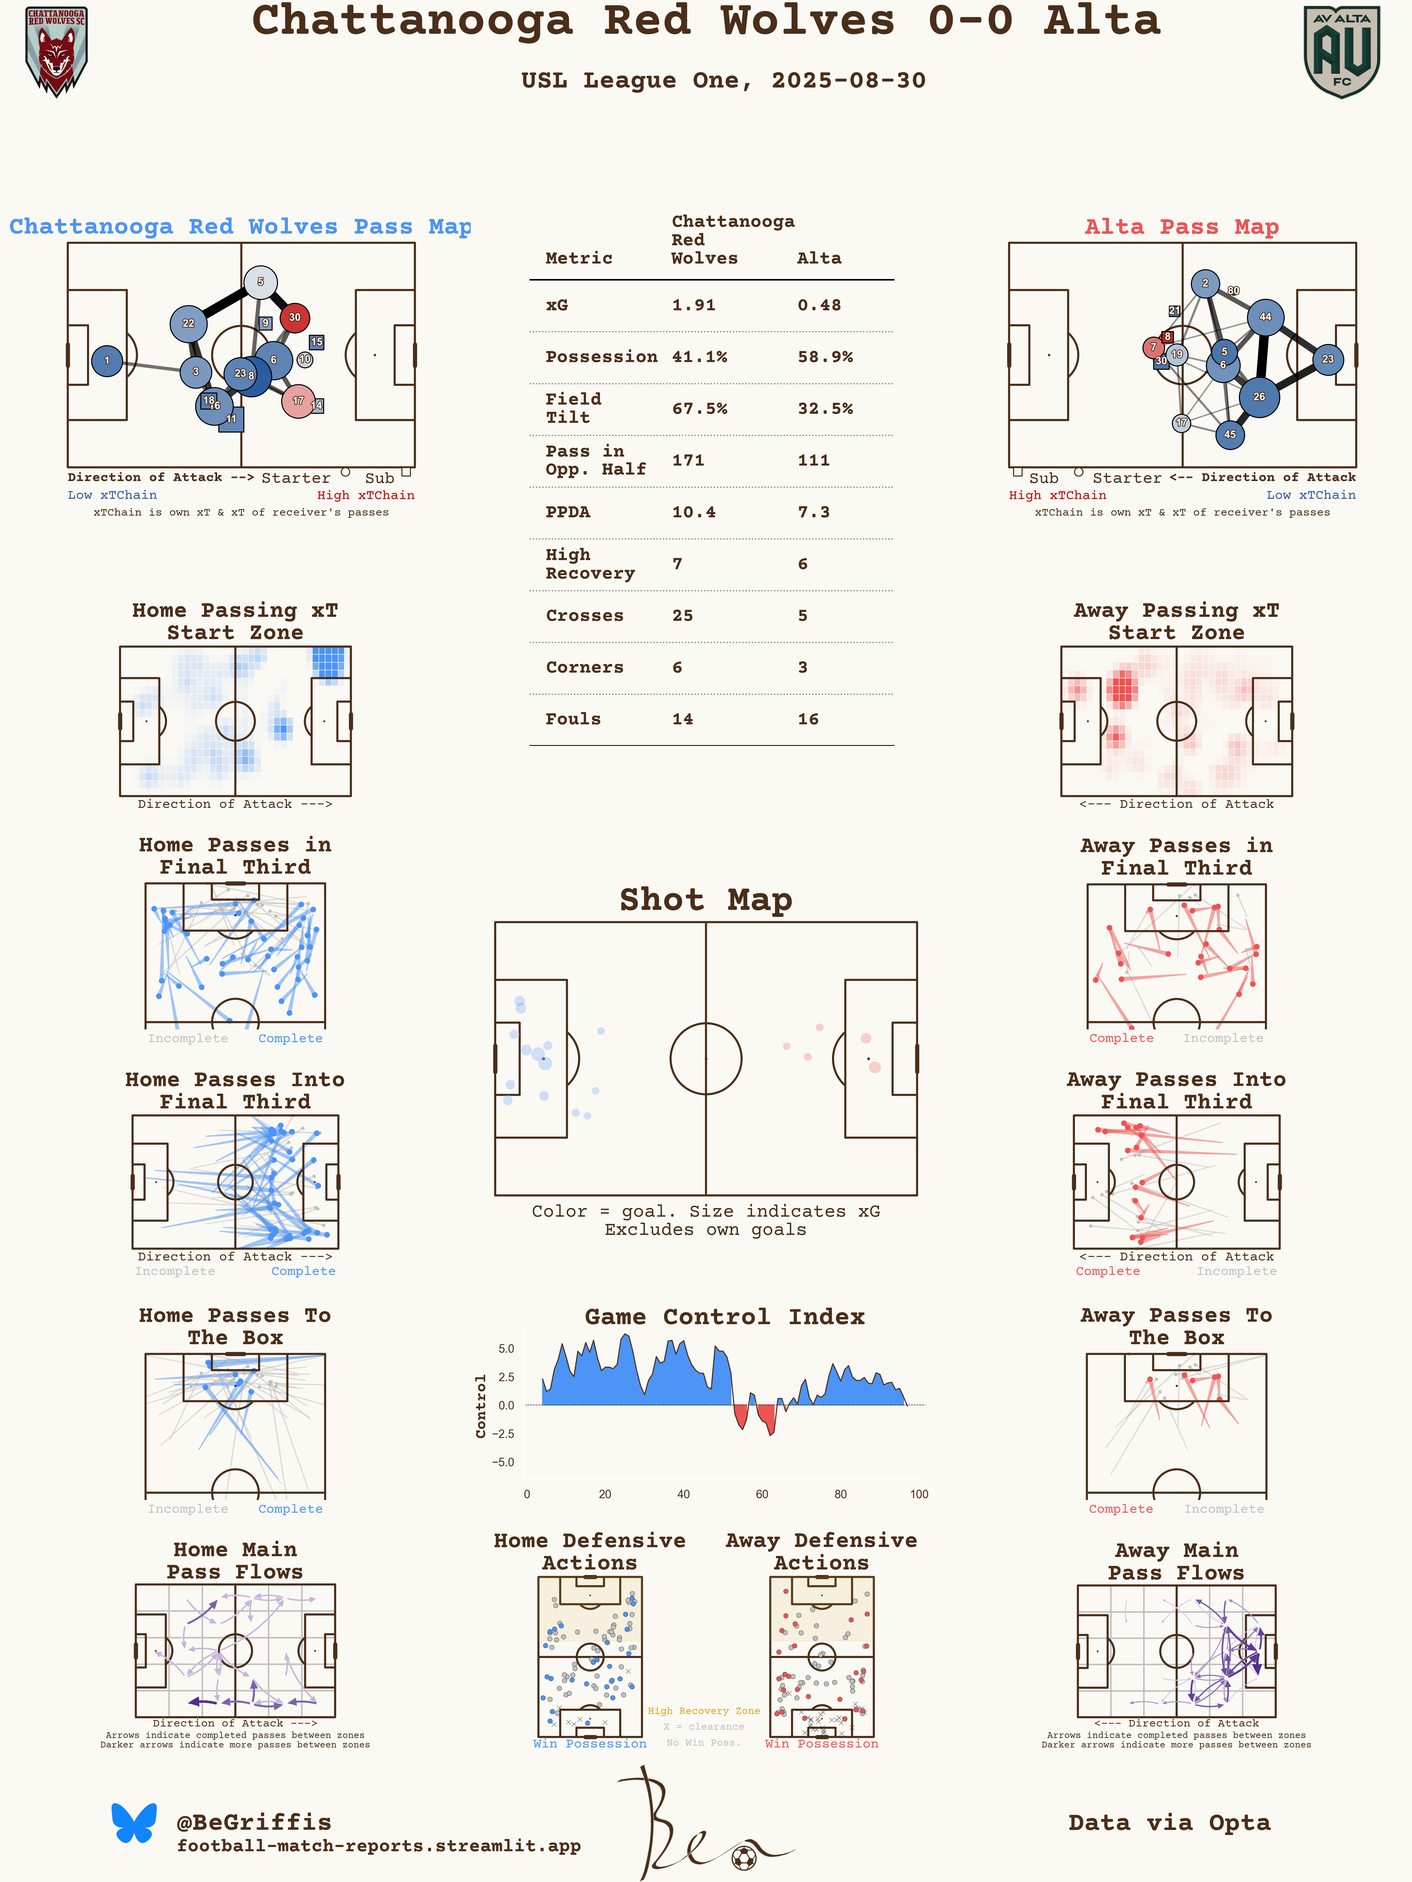 Chattanooga Red Wolves 0-0 Alta
USL League One, 2025-08-30
CHATTANOOGA
RED WOLVES SC
AV ALTA
AV
FC
Chattanooga Red Wolves Pass Map
5
22
30
9
15
1
3
6
10
23
8
18
16
11
17
14
Direction of Attack --> Starter Sub
Low xTChain High xTChain
xTChain is own xT & xT of receiver's passes
Metric Chattanooga Red Wolves Alta
xG 1.91 0.48
Possession 41.1% 58.9%
Field Tilt 67.5% 32.5%
Pass in Opp. Half 171 111
PPDA 10.4 7.3
High Recovery 7 6
Crosses 25 5
Corners 6 3
Fouls 14 16
Alta Pass Map
2
80
21
44
8
7
19
5
23
30
6
26
17
45
Sub Starter <-- Direction of Attack
High xTChain Low xTChain
xTChain is own xT & xT of receiver's passes
Home Passing xT
Start Zone
Direction of Attack --->
Away Passing xT
Start Zone
<--- Direction of Attack
Home Passes in
Final Third
Incomplete Complete
Away Passes in
Final Third
Complete Incomplete
Shot Map
Color = goal. Size indicates xG
Excludes own goals
Home Passes Into
Final Third
Direction of Attack --->
Incomplete Complete
Away Passes Into
Final Third
<--- Direction of Attack
Complete Incomplete
Home Passes To
The Box
Incomplete Complete
Game Control Index
Control
5.0
2.5
0.0
−2.5
−5.0
0 20 40 60 80 100
Away Passes To
The Box
Complete Incomplete
Home Main
Pass Flows
Direction of Attack --->
Arrows indicate completed passes between zones
Darker arrows indicate more passes between zones
Home Defensive
Actions
Win Possession
High Recovery Zone
X = clearance
No Win Poss.
Away Defensive
Actions
Win Possession
Away Main
Pass Flows
<--- Direction of Attack
Arrows indicate completed passes between zones
Darker arrows indicate more passes between zones
@BeGriffis
football-match-reports.streamlit.app
Ben
Data via Opta